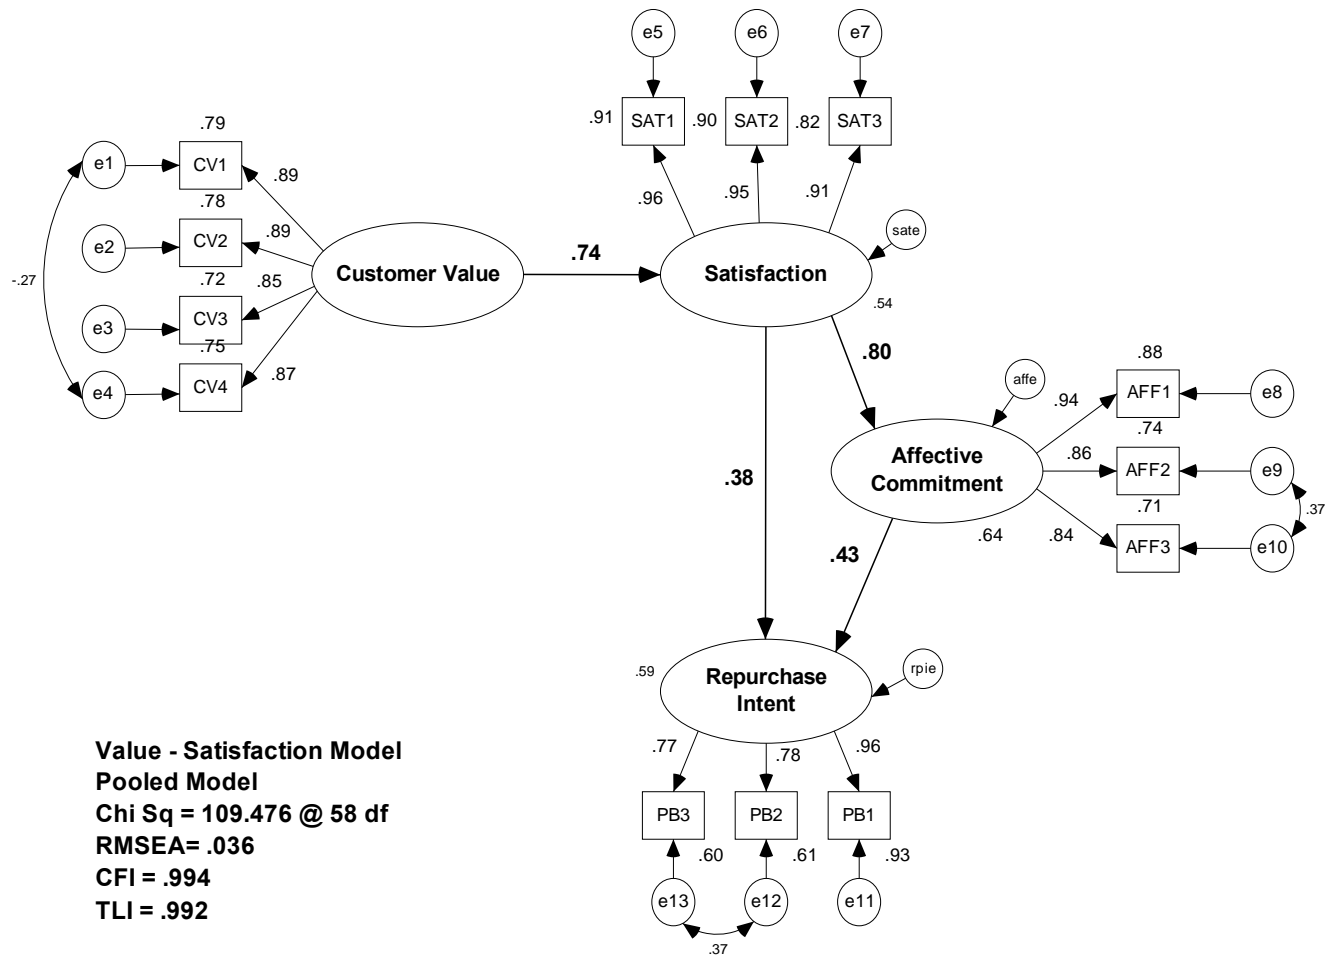 e5
e6
e7
.91
SAT1
.90
SAT2
.82
SAT3
.79
e1
CV1
.89
.96
.95
.91
.78
e2
CV2
.89
sate
-.27
Customer Value
.74
Satisfaction
.72
.85
.54
e3
CV3
.75
.87
e4
CV4
.80
.88
affe
.94
AFF1
e8
.74
Affective
Commitment
.86
AFF2
e9
.38
.71
.37
.64
.84
AFF3
e10
.43
.59
Repurchase
Intent
rpie
.77
.78
.96
PB3
PB2
PB1
.60
.61
.93
e13
e12
e11
.37
Value - Satisfaction Model
Pooled Model
Chi Sq = 109.476 @ 58 df
RMSEA= .036
CFI = .994
TLI = .992